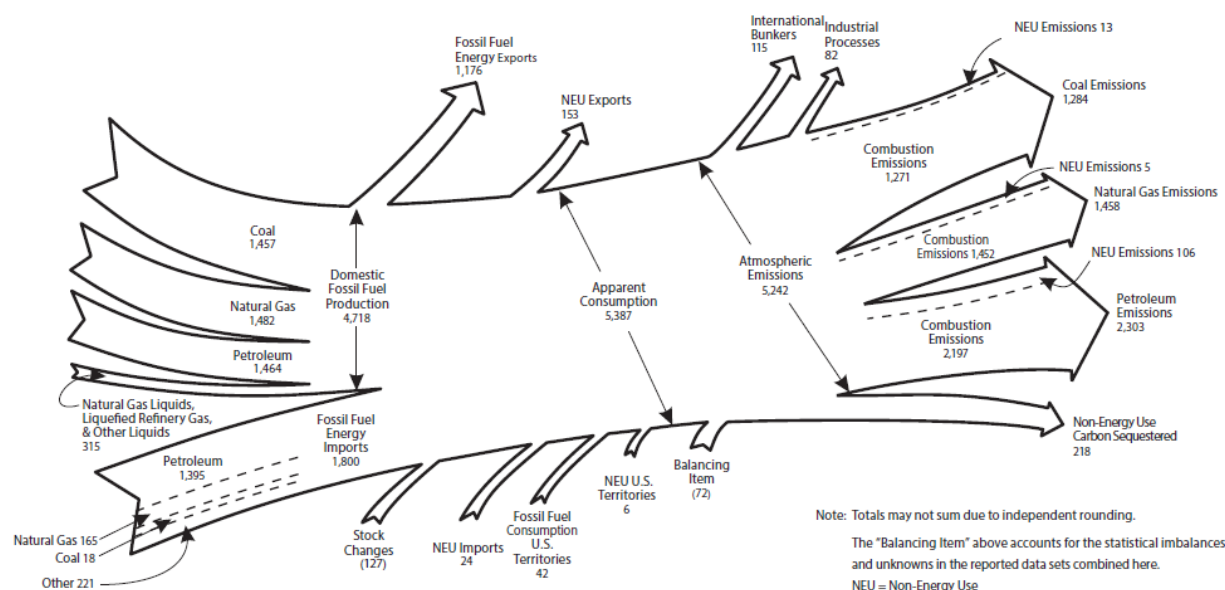 International
Bunkers
115
Industrial
Processes
82
NEU Emissions 13
Fossil Fuel
Energy Exports
1,176
NEU Exports
153
Coal Emissions
1,284
Combustion
Emissions
1,271
NEU Emissions 5
Natural Gas Emissions
1,458
Coal
1,457
Combustion
Emissions 1,452
NEU Emissions 106
Domestic
Fossil Fuel
Production
4,718
Atmospheric
Emissions
5,242
Apparent
Consumption
5,387
Natural Gas
1,482
Petroleum
Emissions
2,303
Combustion
Emissions
2,197
Petroleum
1,464
Natural Gas Liquids,
Liquefied Refinery Gas,
& Other Liquids
315
Fossil Fuel
Energy
Imports
1,800
Non-Energy Use
Carbon Sequestered
218
Petroleum
1,395
Balancing
Item
(72)
NEU U.S.
Territories
6
Fossil Fuel
Consumption
U.S.
Territories
42
NEU Imports
24
Stock
Changes
(127)
Natural Gas 165
Coal 18
Other 221
Note: Totals may not sum due to independent rounding.
The "Balancing Item" above accounts for the statistical imbalances
and unknowns in the reported data sets combined here.
NEU = Non-Energy Use